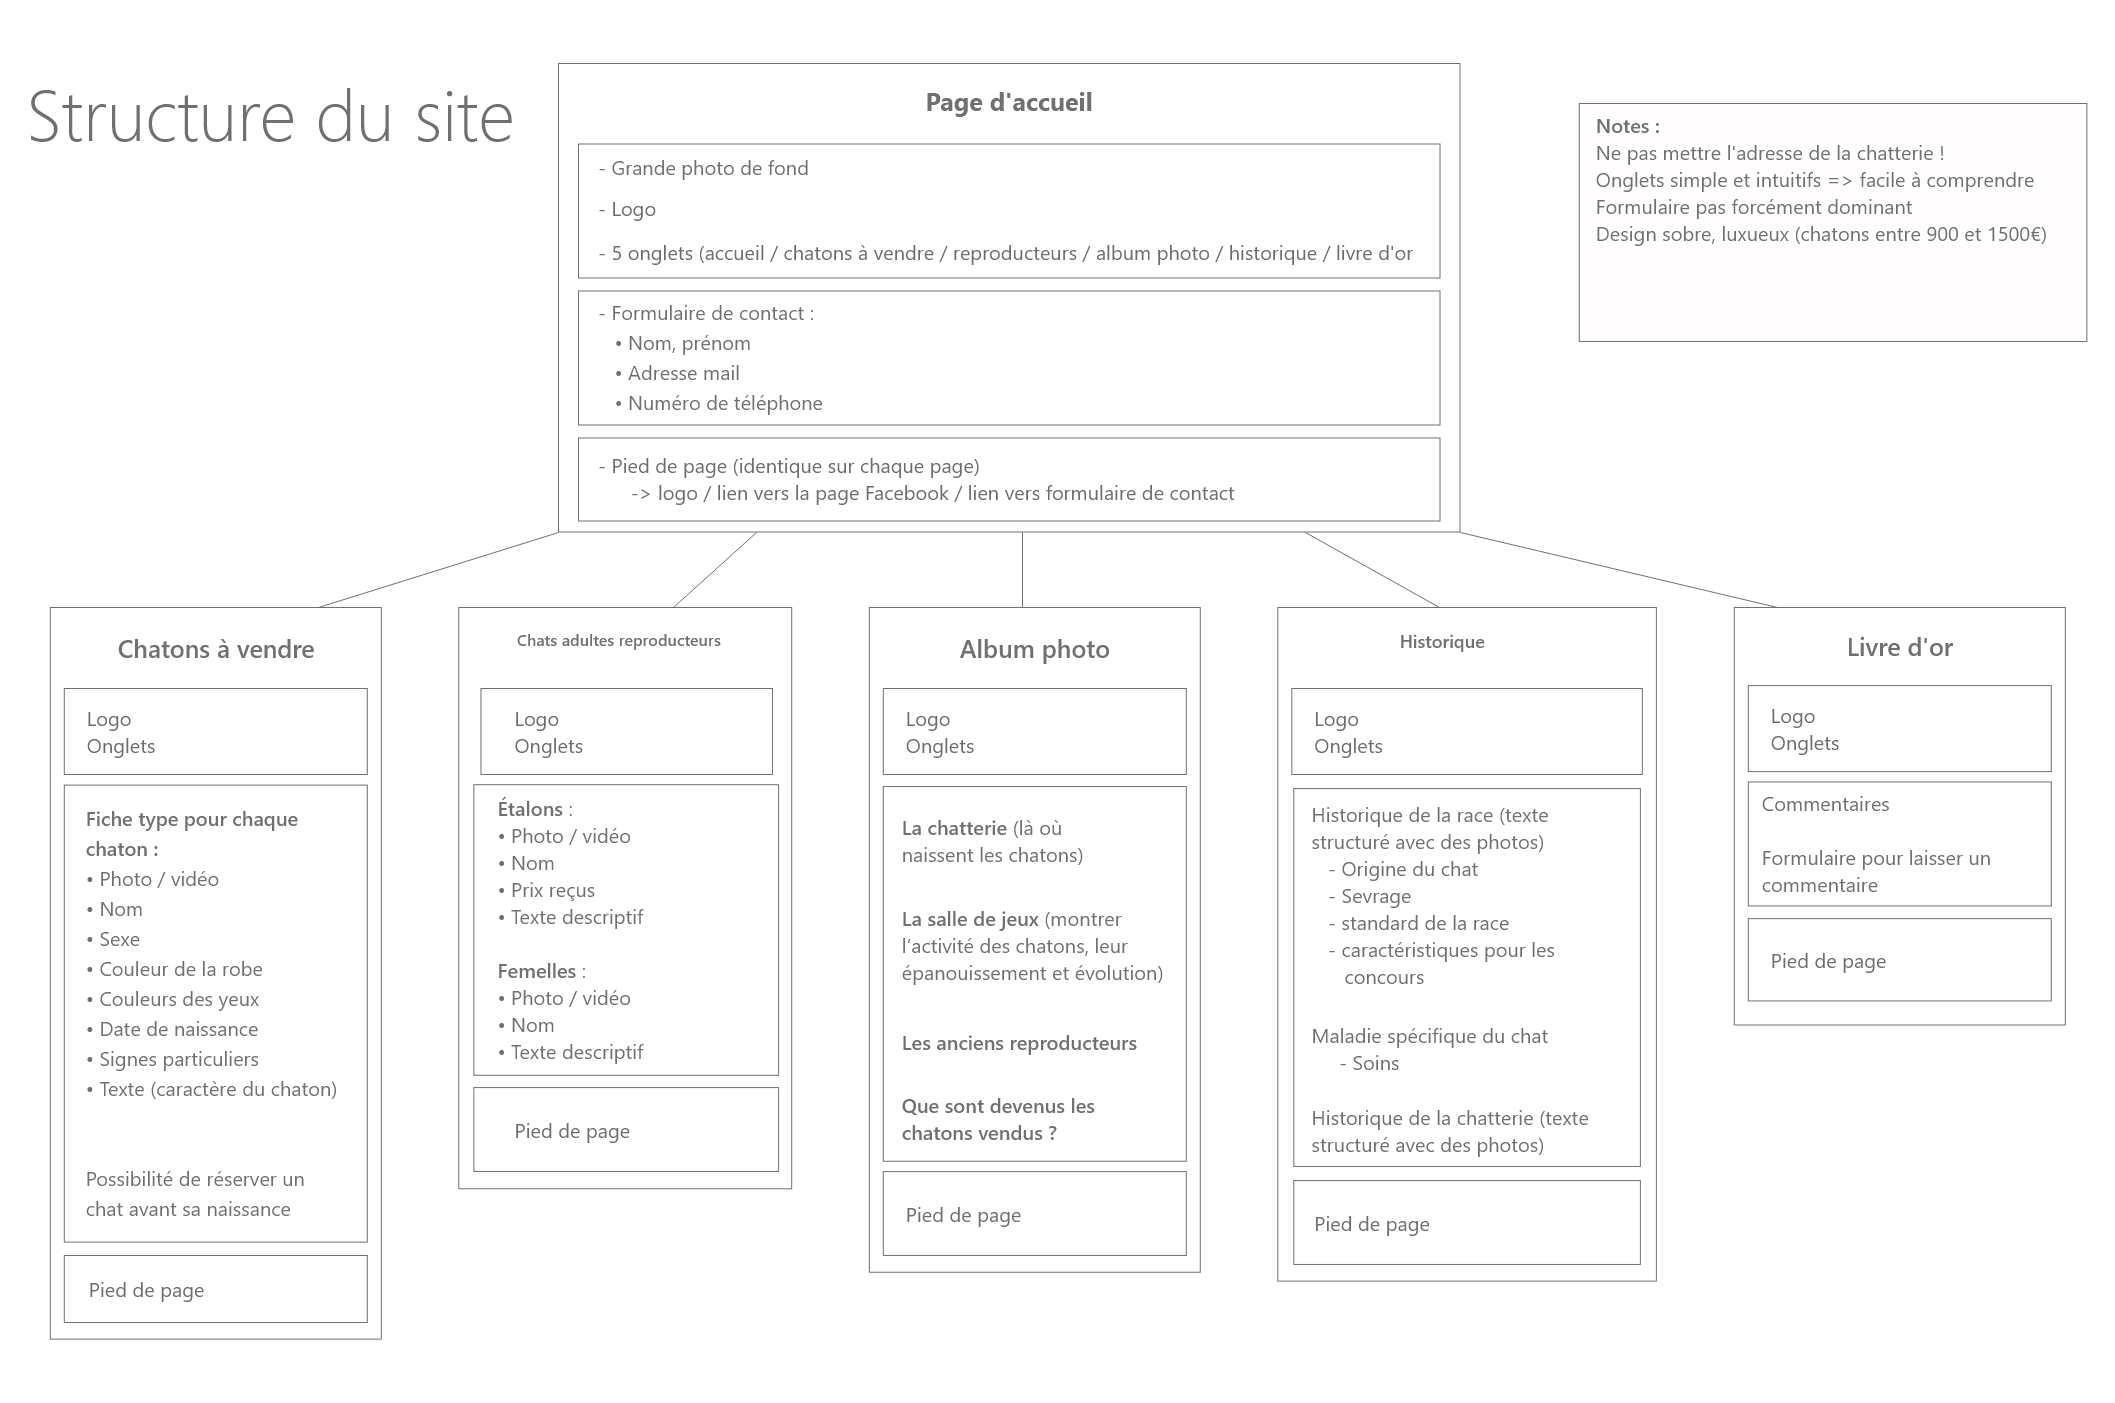 Structure du site
Page d'accueil
- Grande photo de fond
- Logo
- 5 onglets (accueil / chatons à vendre / reproducteurs / album photo / historique / livre d'or
- Formulaire de contact :
• Nom, prénom
• Adresse mail
• Numéro de téléphone
- Pied de page (identique sur chaque page)
-> logo / lien vers la page Facebook / lien vers formulaire de contact
Notes :
Ne pas mettre l'adresse de la chatterie !
Onglets simple et intuitifs => facile à comprendre
Formulaire pas forcément dominant
Design sobre, luxueux (chatons entre 900 et 1500€)
Chatons à vendre
Logo
Onglets
Fiche type pour chaque
chaton :
• Photo / vidéo
• Nom
• Sexe
• Couleur de la robe
• Couleurs des yeux
• Date de naissance
• Signes particuliers
• Texte (caractère du chaton)
Possibilité de réserver un
chat avant sa naissance
Pied de page
Chats adultes reproducteurs
Logo
Onglets
Étalons :
• Photo / vidéo
• Nom
• Prix reçus
• Texte descriptif
Femelles :
• Photo / vidéo
• Nom
• Texte descriptif
Pied de page
Album photo
Logo
Onglets
La chatterie (là où
naissent les chatons)
La salle de jeux (montrer
l’activité des chatons, leur
épanouissement et évolution)
Les anciens reproducteurs
Que sont devenus les
chatons vendus ?
Pied de page
Historique
Logo
Onglets
Historique de la race (texte
structuré avec des photos)
- Origine du chat
- Sevrage
- standard de la race
- caractéristiques pour les
concours
Maladie spécifique du chat
- Soins
Historique de la chatterie (texte
structuré avec des photos)
Pied de page
Livre d'or
Logo
Onglets
Commentaires
Formulaire pour laisser un
commentaire
Pied de page